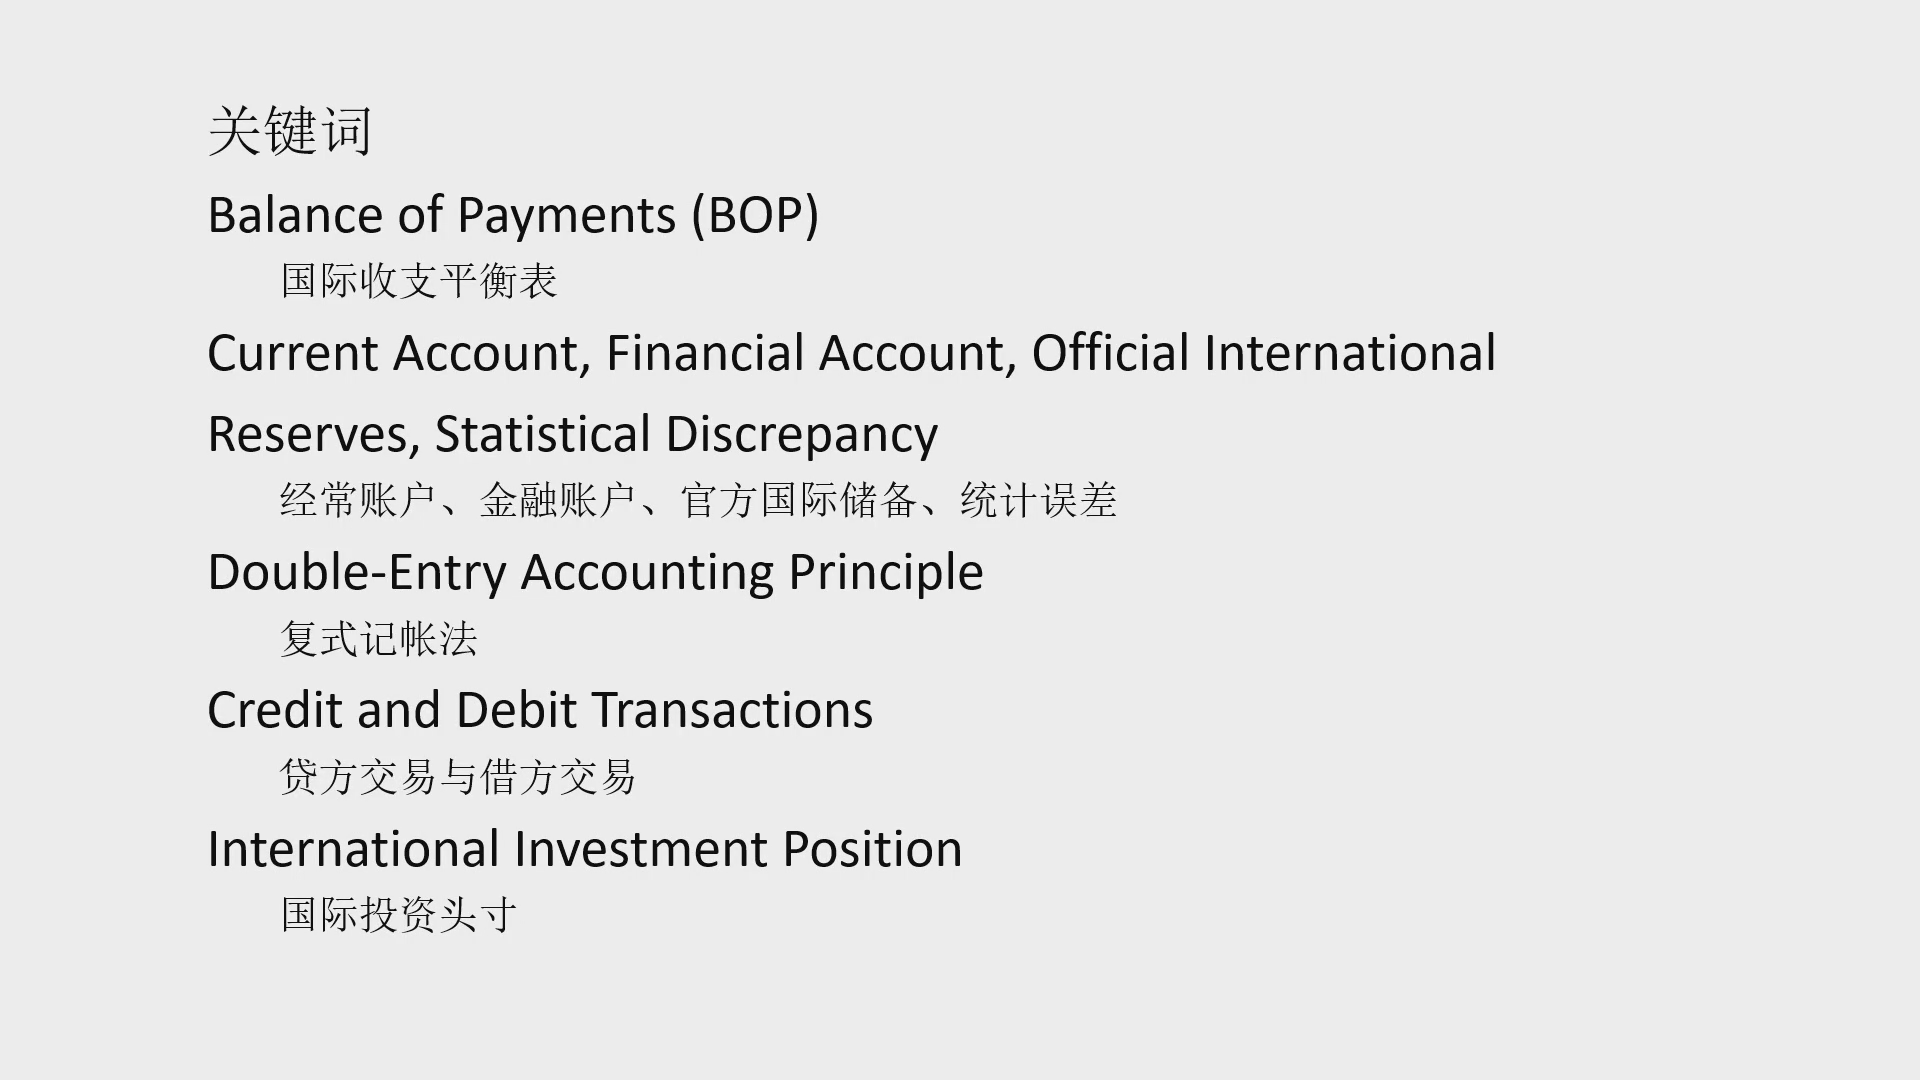 关键词
Balance of Payments (BOP)
国际收支平衡表
Current Account, Financial Account, Official International
Reserves, Statistical Discrepancy
经常账户、金融账户、官方国际储备、统计误差
Double-Entry Accounting Principle
复式记帐法
Credit and Debit Transactions
贷方交易与借方交易
International Investment Position
国际投资头寸